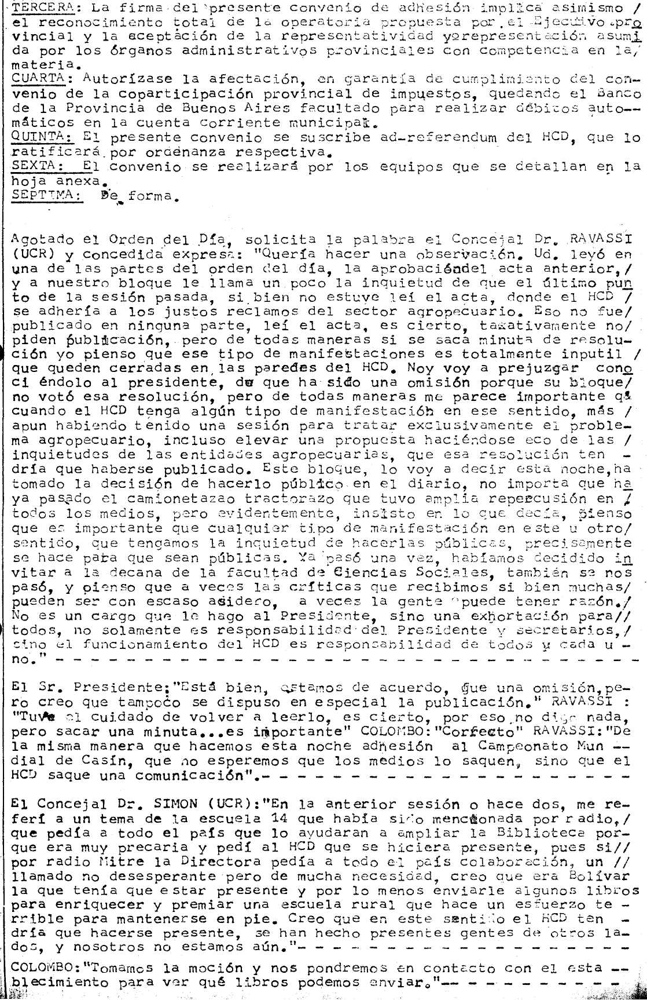 TERCERA: La firma del presente convenio de adhesión implica asimismo /
el reconocimiento total de la operatoria propuesta por el Ejecutivo pro
vincial y la aceptación de la representatividad y representación asumi
da por los órganos administrativos provinciales con competencia en la/
materia.
CUARTA: Autorízase la afectación, en garantía de cumplimiento del con-
venio de la coparticipación provincial de impuestos, quedando el Banco
de la Provincia de Buenos Aires facultado para realizar débitos auto--
máticos en la cuenta corriente municipal.
QUINTA: El presente convenio se suscribe ad-referendum del HCD, que lo
ratificará por ordenanza respectiva.
SEXTA: El convenio se realizará por los equipos que se detallan en la
hoja anexa.
SEPTIMA: De forma.
Agotado el Orden del Día, solicita la palabra el Concejal Dr. RAVASSI
(UCR) y concedida expresa: "Quería hacer una observación. Ud. leyó en
una de las partes del orden del día, la aprobacióndel acta anterior,/
y a nuestro bloque le llama un poco la inquietud de que el último pun
to de la sesión pasada, si bien no estuve leí el acta, donde el HCD /
se adhería a los justos reclamos del sector agropecuario. Eso no fue/
publicado en ninguna parte, leí el acta, es cierto, taxativamente no/
piden publicación, pero de todas maneras si se saca minuta de resolu-
ción yo pienso que ese tipo de manifestaciones es totalmente inputil /
que queden cerradas en las paredes del HCD. Noy voy a prejuzgar cono
ci éndolo al presidente, de que ha sido una omisión porque su bloque/
no votó esa resolución, pero de todas maneras me parece importante q&
cuando el HCD tenga algún tipo de manifestación en ese sentido, más /
apun habiendo tenido una sesión para tratar exclusivamente el proble-
ma agropecuario, incluso elevar una propuesta haciéndose eco de las /
inquietudes de las entidades agropecuarias, que esa resolución ten -
dría que haberse publicado. Este bloque, lo voy a decir esta noche,ha
tomado la decisión de hacerlo público en el diario, no importa que ha
ya pasado el camionetazao tractorazo que tuvo amplia repercusión en /
todos los medios, pero evidentemente, insisto en lo que decía, pienso
que es importante que cualquier tipo de manifestación en este u otro/
sentido, que tengamos la inquietud de hacerlas públicas, precisamente
se hace para que sean públicas. Ya pasó una vez, habíamos decidido in
vitar a la decana de la facultad de Ciencias Sociales, también se nos
pasó, y pienso que a veces las críticas que recibimos si bien muchas/
pueden ser con escaso asidero, a veces la gente puede tener razón./
No es un cargo que le hago al Presidente, sino una exhortación para//
todos, no solamente es responsabilidad del Presidente y secretarios,/
sino el funcionamiento del HCD es responsabilidad de todos y cada u -
no." - - - - - - - - - - - - - - - - - - - - - - - - - - - - - - - - -
El Sr. Presidente:"Está bien, estamos de acuerdo, fue una omisión,pe-
ro creo que tampoco se dispuso en especial la publicación." RAVASSI :
"Tuve el cuidado de volver a leerlo, es cierto, por eso no digo nada,
pero sacar una minuta...es importante" COLOMBO:"Correcto" RAVASSI:"De
la misma manera que hacemos esta noche adhesión al Campeonato Mun --
dial de Casín, que no esperemos que los medios lo saquen, sino que el
HCD saque una comunicación".- - - - - - - - - - - - - - - - - - - - -
El Concejal Dr. SIMON (UCR):"En la anterior sesión o hace dos, me re-
ferí a un tema de la escuela 14 que había sido mencionada por r adio,/
que pedía a todo el país que lo ayudaran a ampliar la Biblioteca por-
que era muy precaria y pedí al HCD que se hiciera presente, pues si//
por radio Mitre la Directora pedía a todo el país colaboración, un //
llamado no desesperante pero de mucha necesidad, creo que era Bolívar
la que tenía que estar presente y por lo menos enviarle algunos libros
para enriquecer y premiar una escuela rural que hace un esfuerzo te -
rrible para mantenerse en pie. Creo que en este sentido el HCD ten -
dría que hacerse presente, se han hecho presentes gentes de otros la-
dos, y nosotros no estamos aún."- - - - - - - - - - - - - - - - - - -
COLOMBO:"Tomamos la moción y nos pondremos en contacto con el esta --
blecimiento para ver qué libros podemos enviar."-- - - - - - - - - -